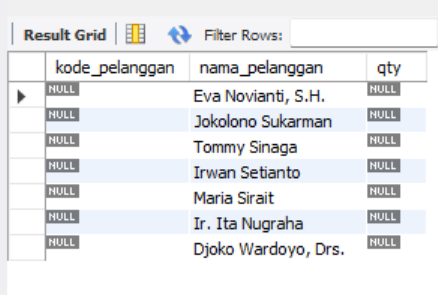 Result Grid Filter Rows:
kode_pelanggan nama_pelanggan qty
NULL Eva Novianti, S.H. NULL
NULL Jokolono Sukarman NULL
NULL Tommy Sinaga NULL
NULL Irwan Setianto NULL
NULL Maria Sirait NULL
NULL Ir. Ita Nugraha NULL
NULL Djoko Wardoyo, Drs. NULL